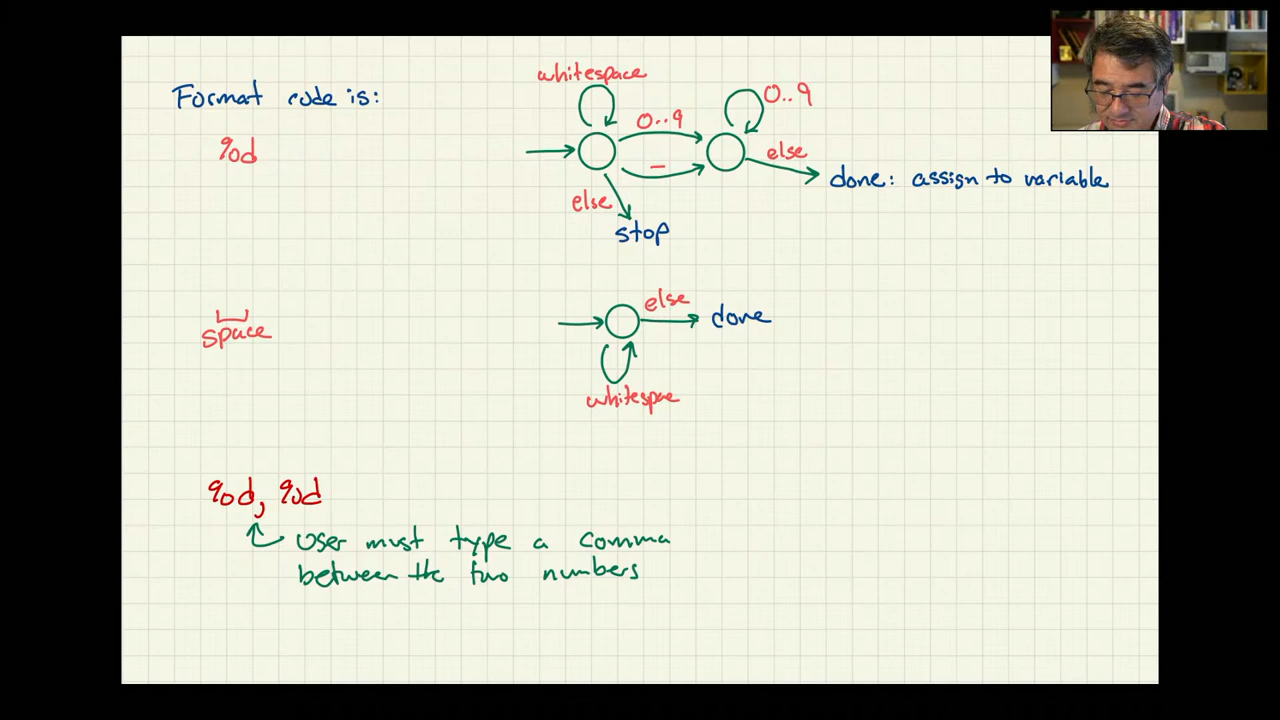 Format code is:
%d
whitespace
0..9
-
else
stop
0..9
else
done: assign to variable
space
else
done
whitespae
%d, %d
User must type a comma
between the two numbers